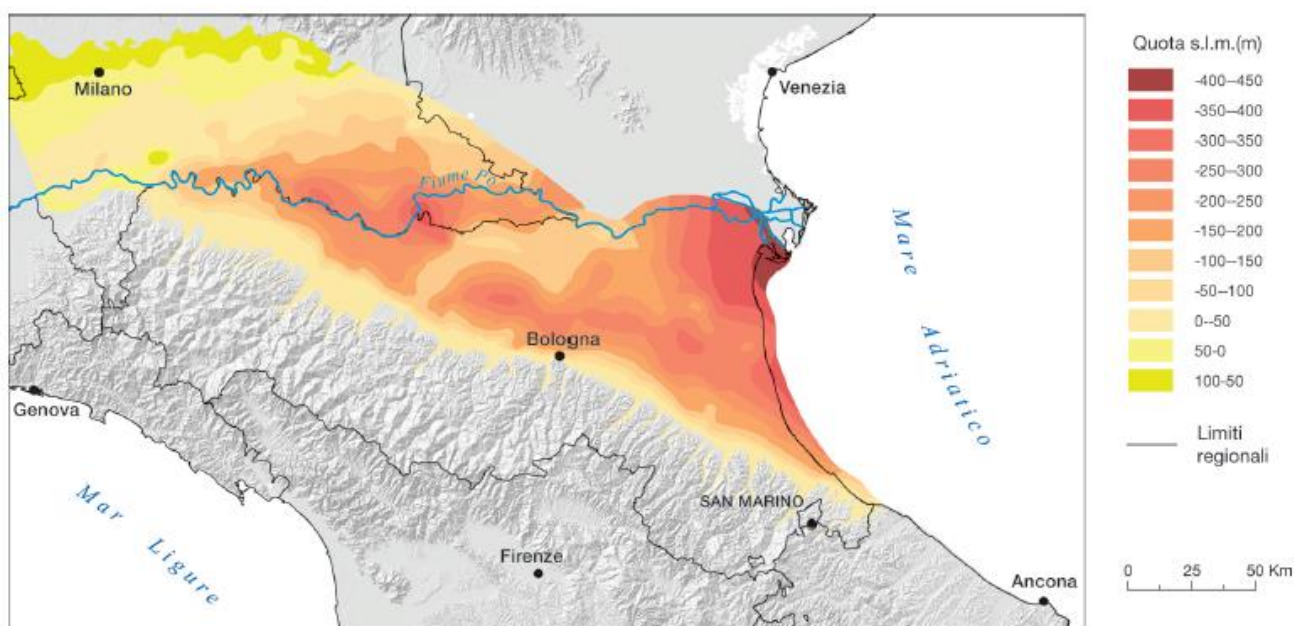 Milano
Venezia
Fiume Po
Mare
Adriatico
Bologna
Genova
Mar
Ligure
SAN MARINO
Firenze
Ancona
Quota s.l.m.(m)
-400--450
-350--400
-300--350
-250--300
-200--250
-150--200
-100--150
-50--100
0--50
50-0
100-50
Limiti
regionali
0 25 50 Km